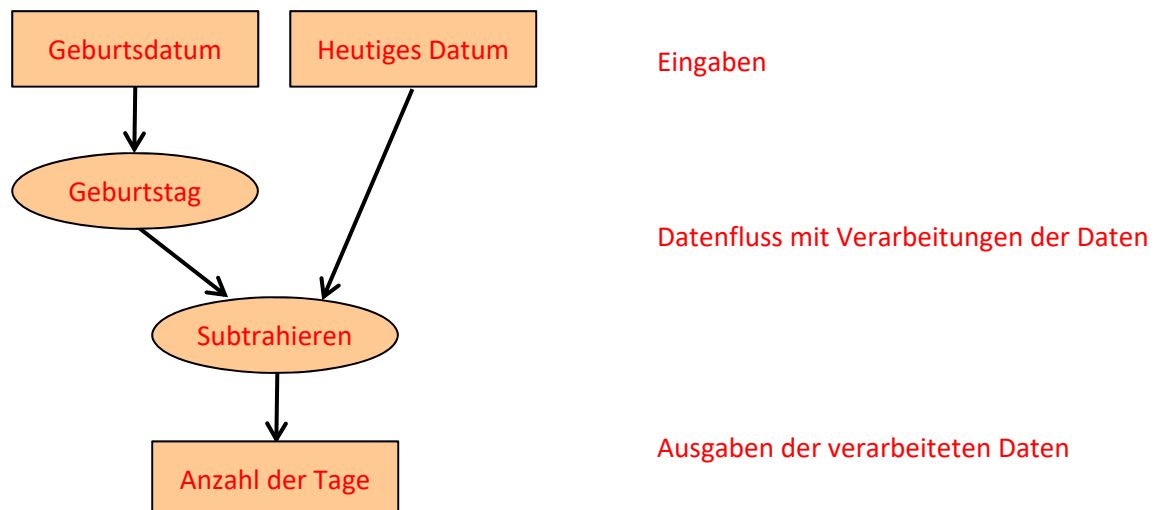 Geburtsdatum
Heutiges Datum
Eingaben
Geburtstag
Datenfluss mit Verarbeitungen der Daten
Subtrahieren
Ausgaben der verarbeiteten Daten
Anzahl der Tage